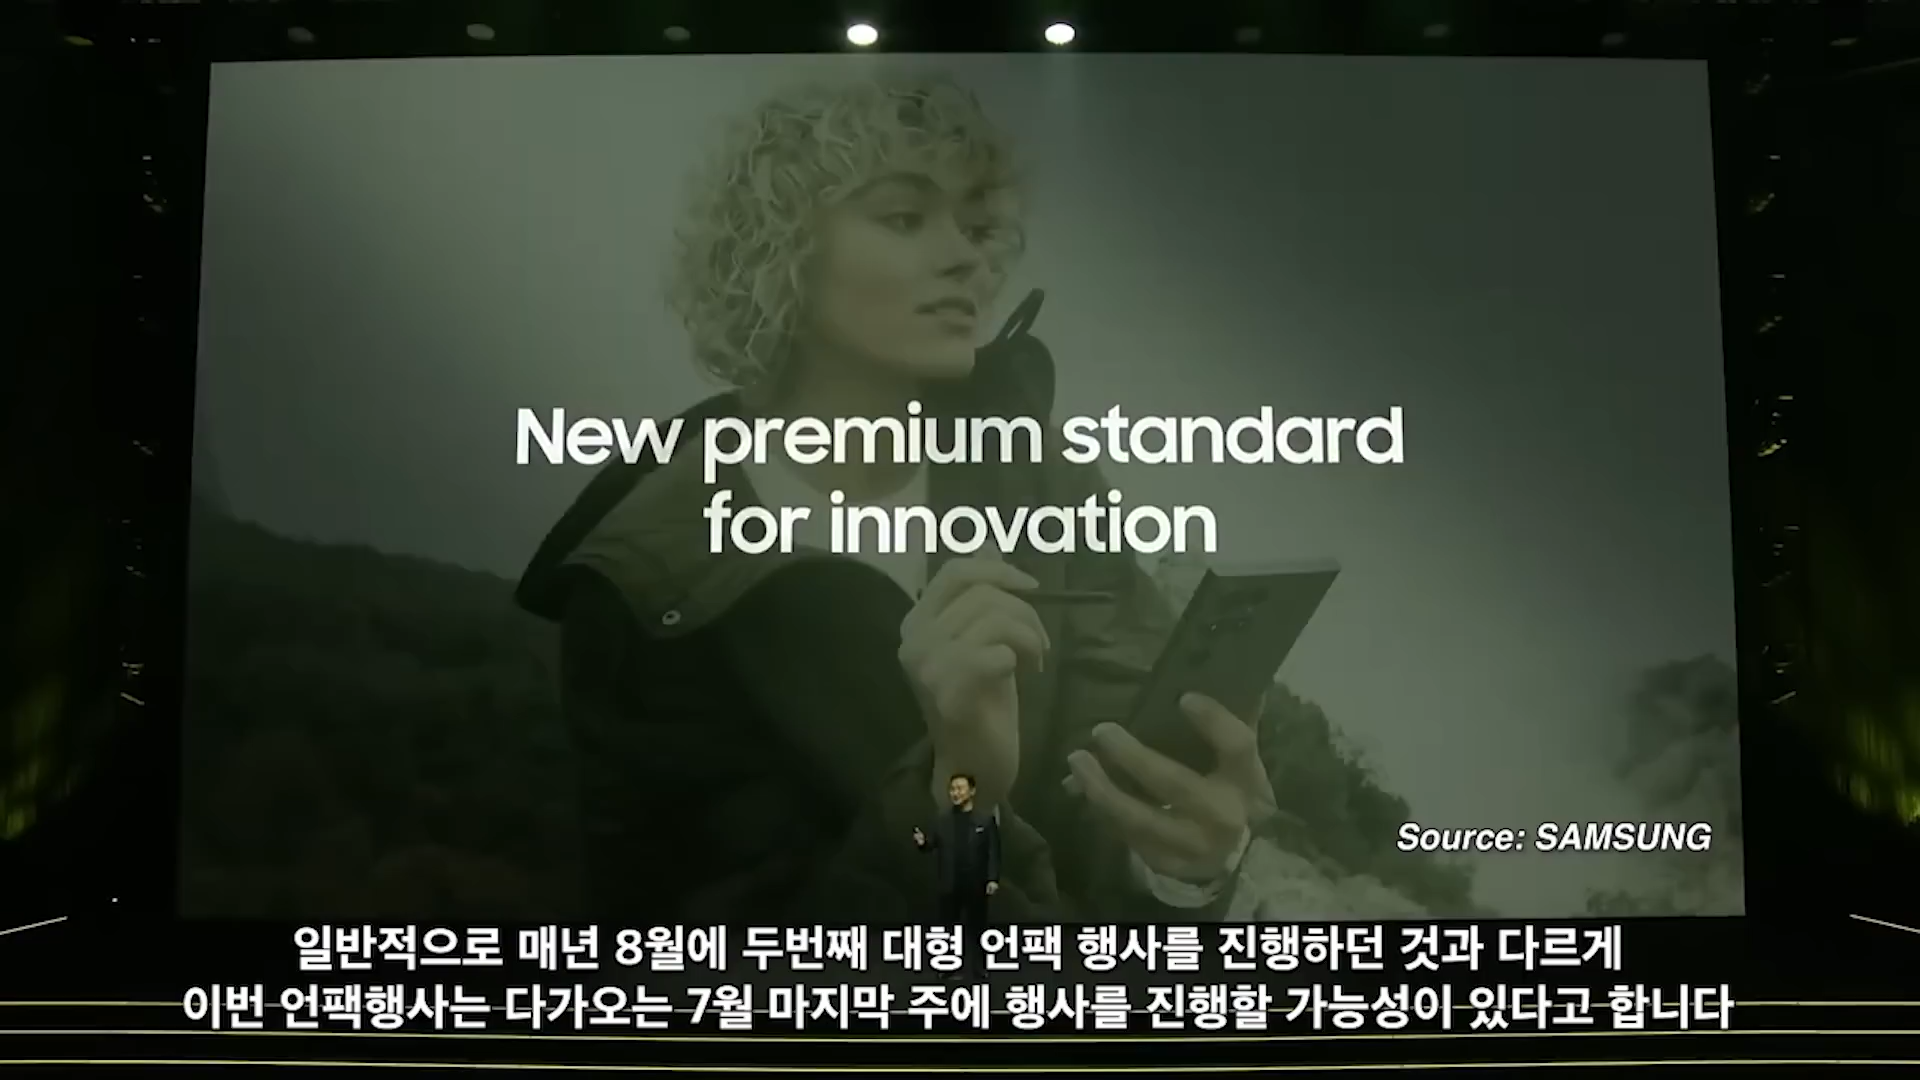 New premium standard
for innovation
Source: SAMSUNG
일반적으로 매년 8월에 두번째 대형 언팩 행사를 진행하던 것과 다르게
이번 언팩행사는 다가오는 7월 마지막 주에 행사를 진행할 가능성이 있다고 합니다